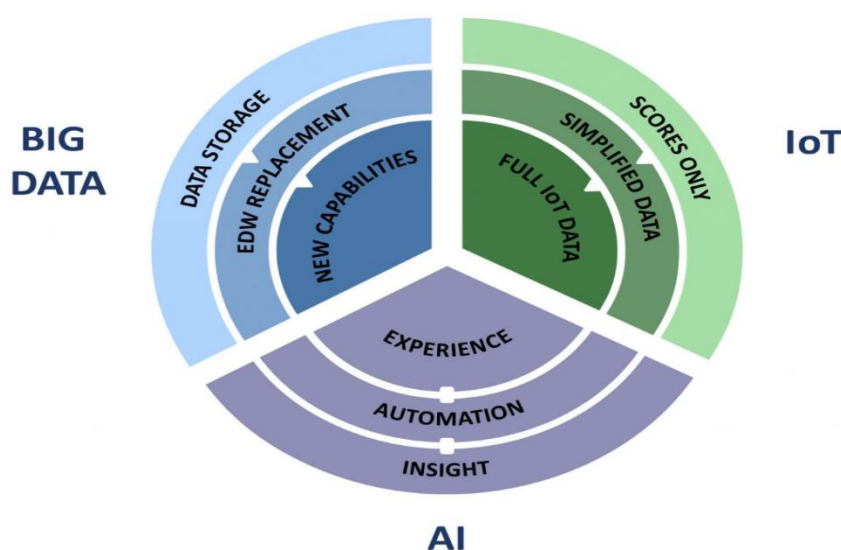 BIG
DATA
DATA STORAGE
EDW REPLACEMENT
NEW CAPABILITIES
SCORES ONLY
SIMPLIFIED DATA
FULL IoT DATA
IoT
EXPERIENCE
AUTOMATION
INSIGHT
AI